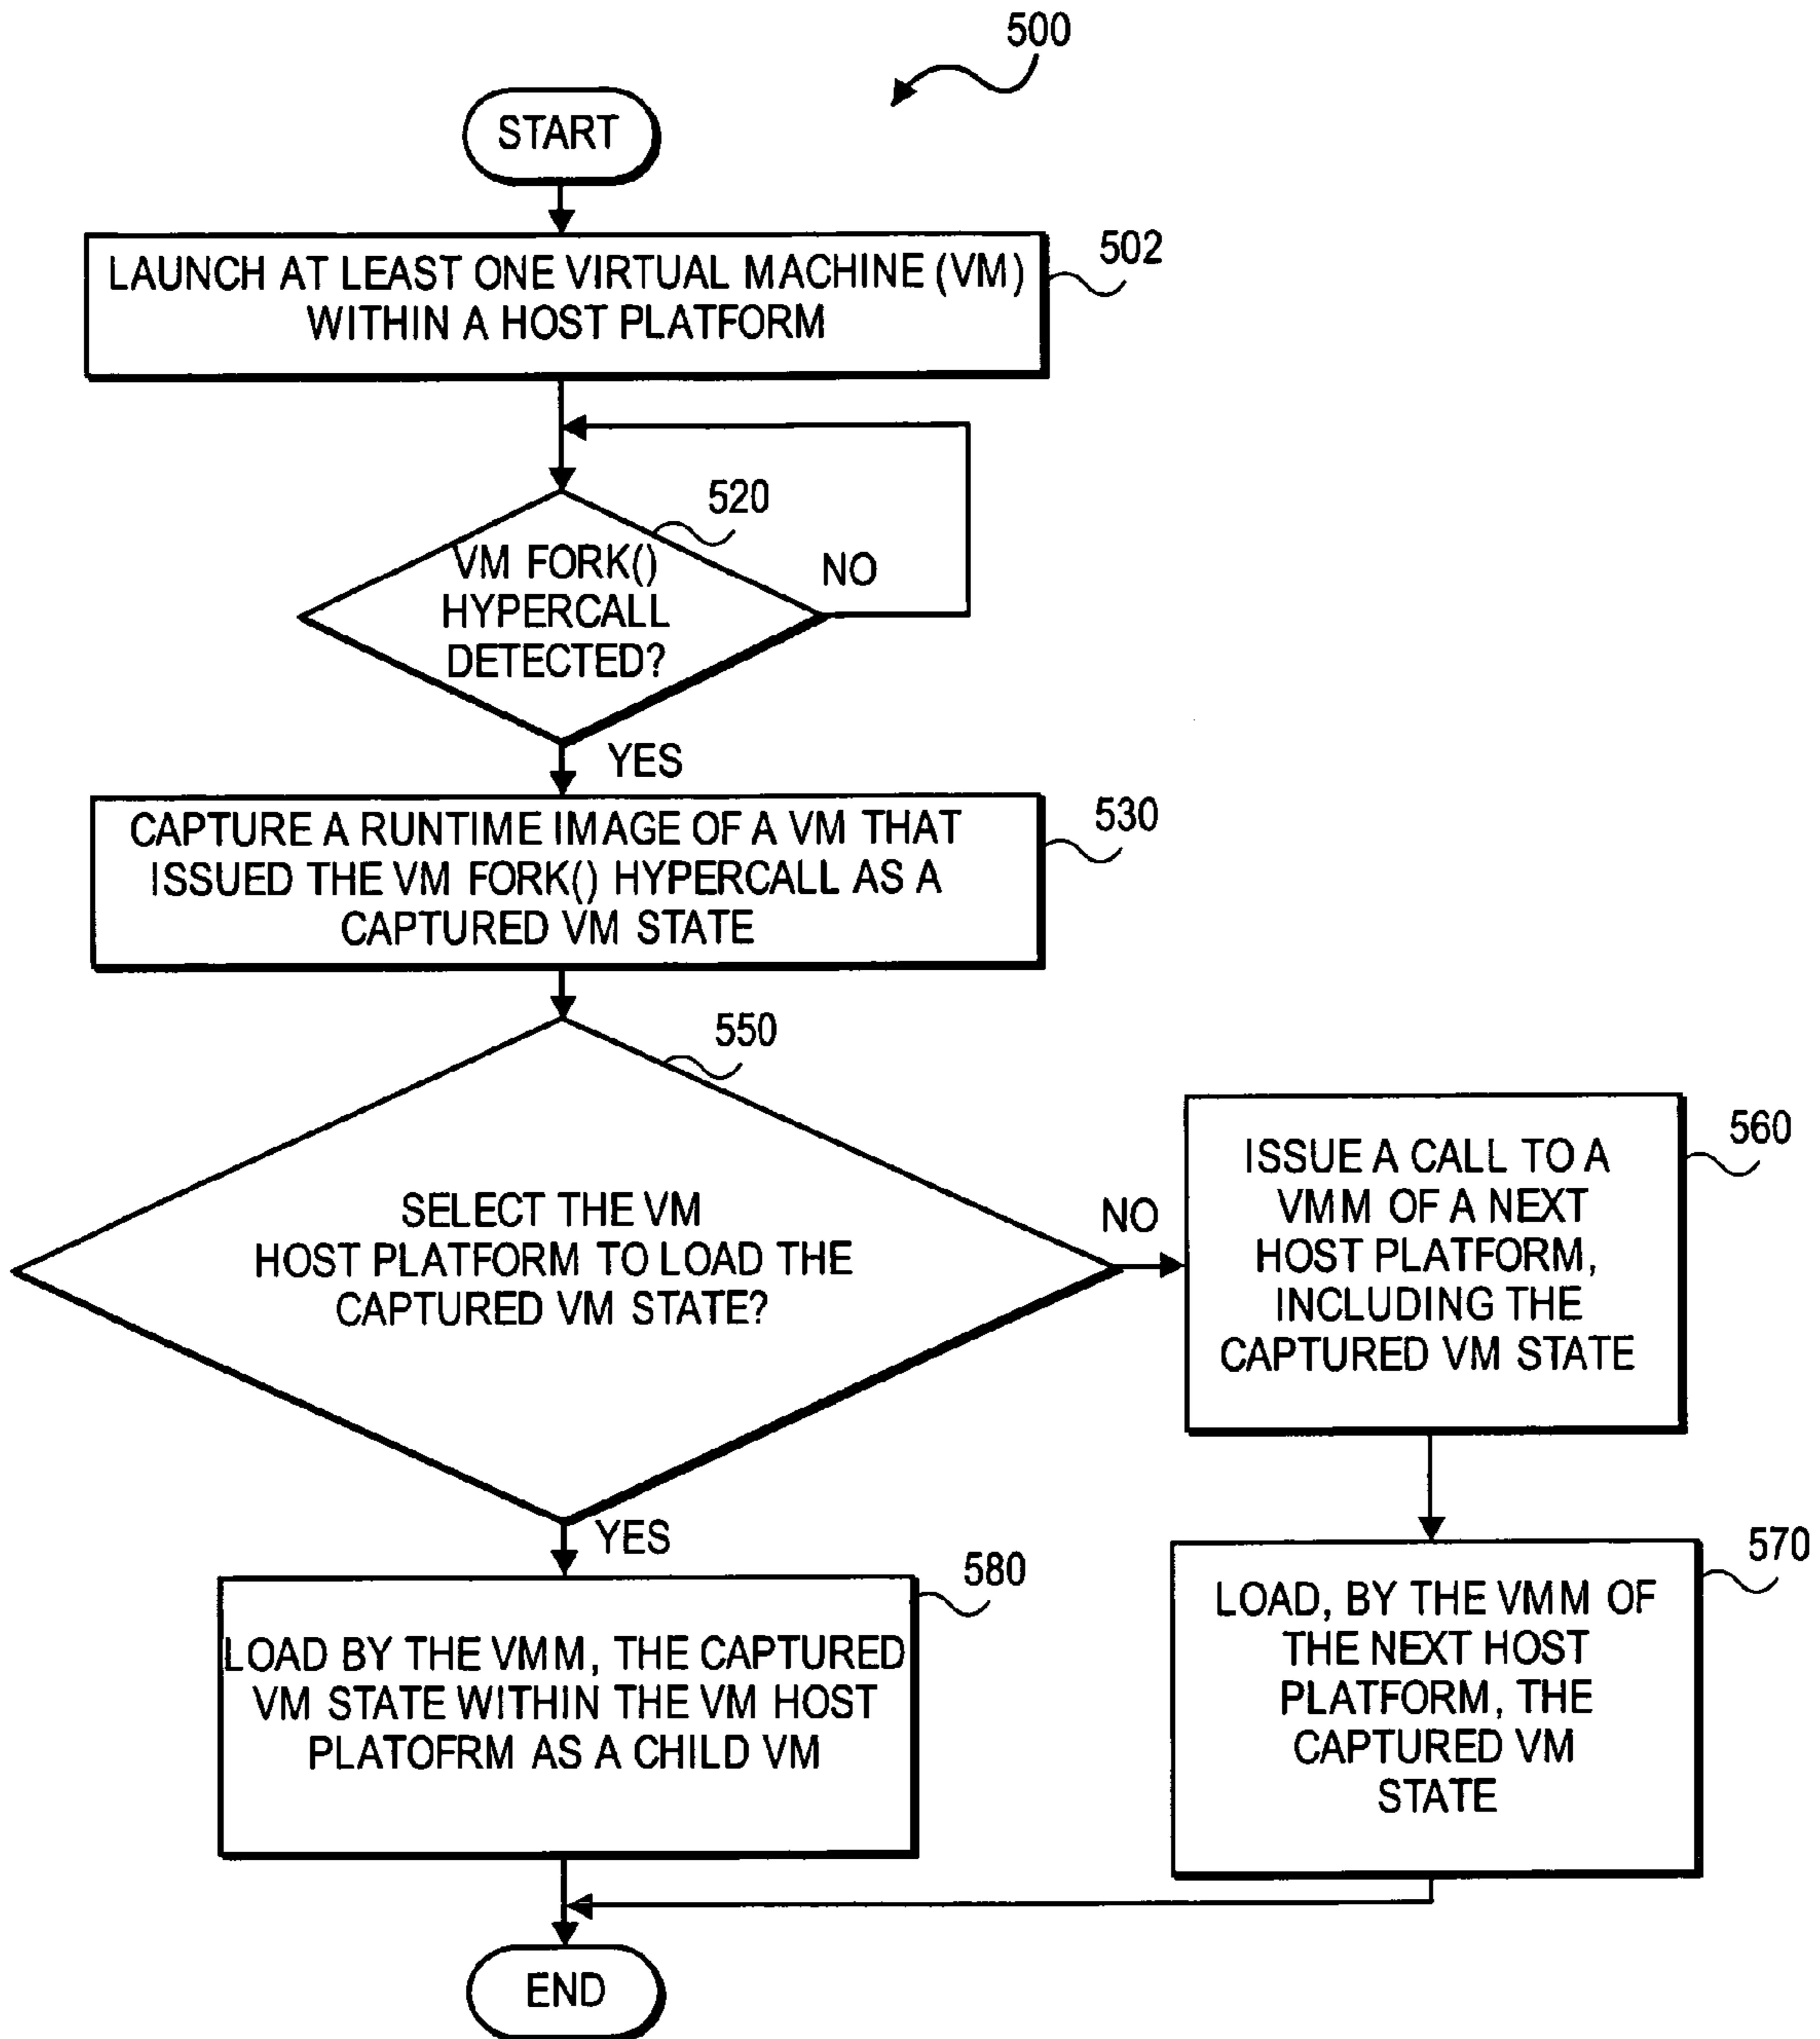 500
START
LAUNCH AT LEAST ONE VIRTUAL MACHINE (VM)
WITHIN A HOST PLATFORM
502
520
VM FORK()
HYPERCALL
DETECTED?
NO
YES
CAPTURE A RUNTIME IMAGE OF A VM THAT
ISSUED THE VM FORK() HYPERCALL AS A
CAPTURED VM STATE
530
550
SELECT THE VM
HOST PLATFORM TO LOAD THE
CAPTURED VM STATE?
NO
YES
ISSUE A CALL TO A
VMM OF A NEXT
HOST PLATFORM,
INCLUDING THE
CAPTURED VM STATE
560
LOAD, BY THE VMM OF
THE NEXT HOST
PLATFORM, THE
CAPTURED VM
STATE
570
580
LOAD BY THE VMM, THE CAPTURED
VM STATE WITHIN THE VM HOST
PLATOFRM AS A CHILD VM
END